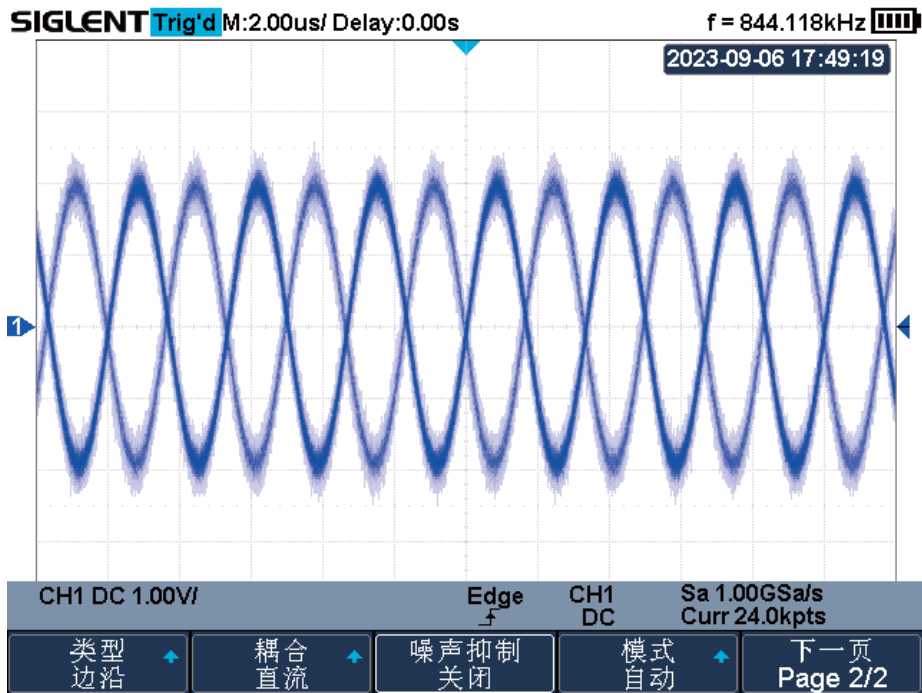 SIGLENT Trig'd M:2.00us/ Delay:0.00s f = 844.118kHz
2023-09-06 17:49:19
1
CH1 DC 1.00V/ Edge CH1 Sa 1.00GSa/s
DC Curr 24.0kpts
类型 耦合 噪声抑制 模式 下一页
边沿 直流 关闭 自动 Page 2/2